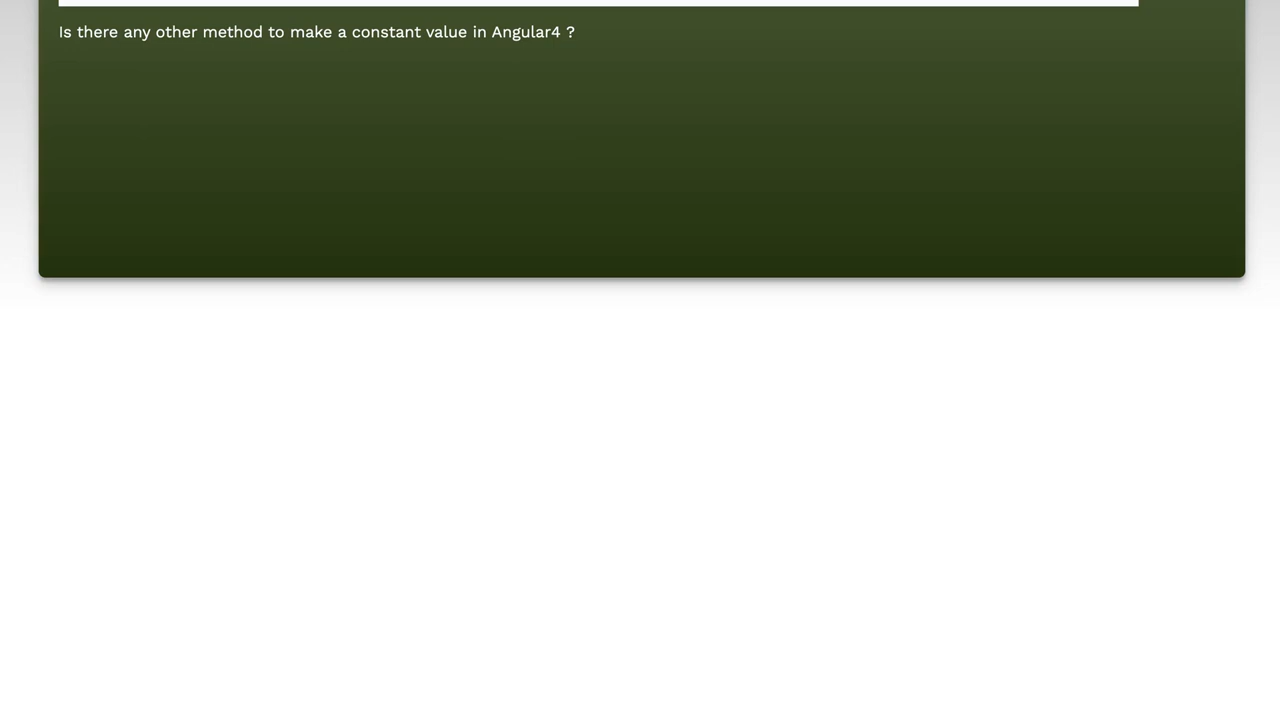 Is there any other method to make a constant value in Angular4 ?